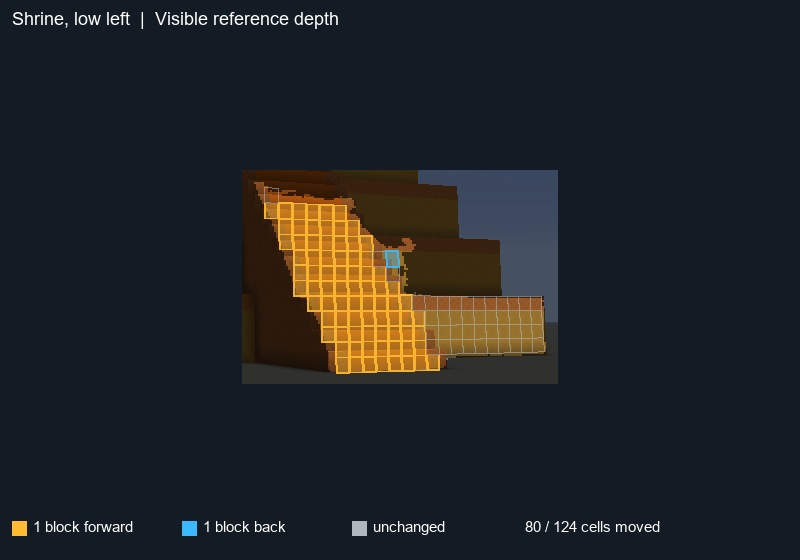 Shrine, low left | Visible reference depth
1 block forward
1 block back
unchanged
80 / 124 cells moved